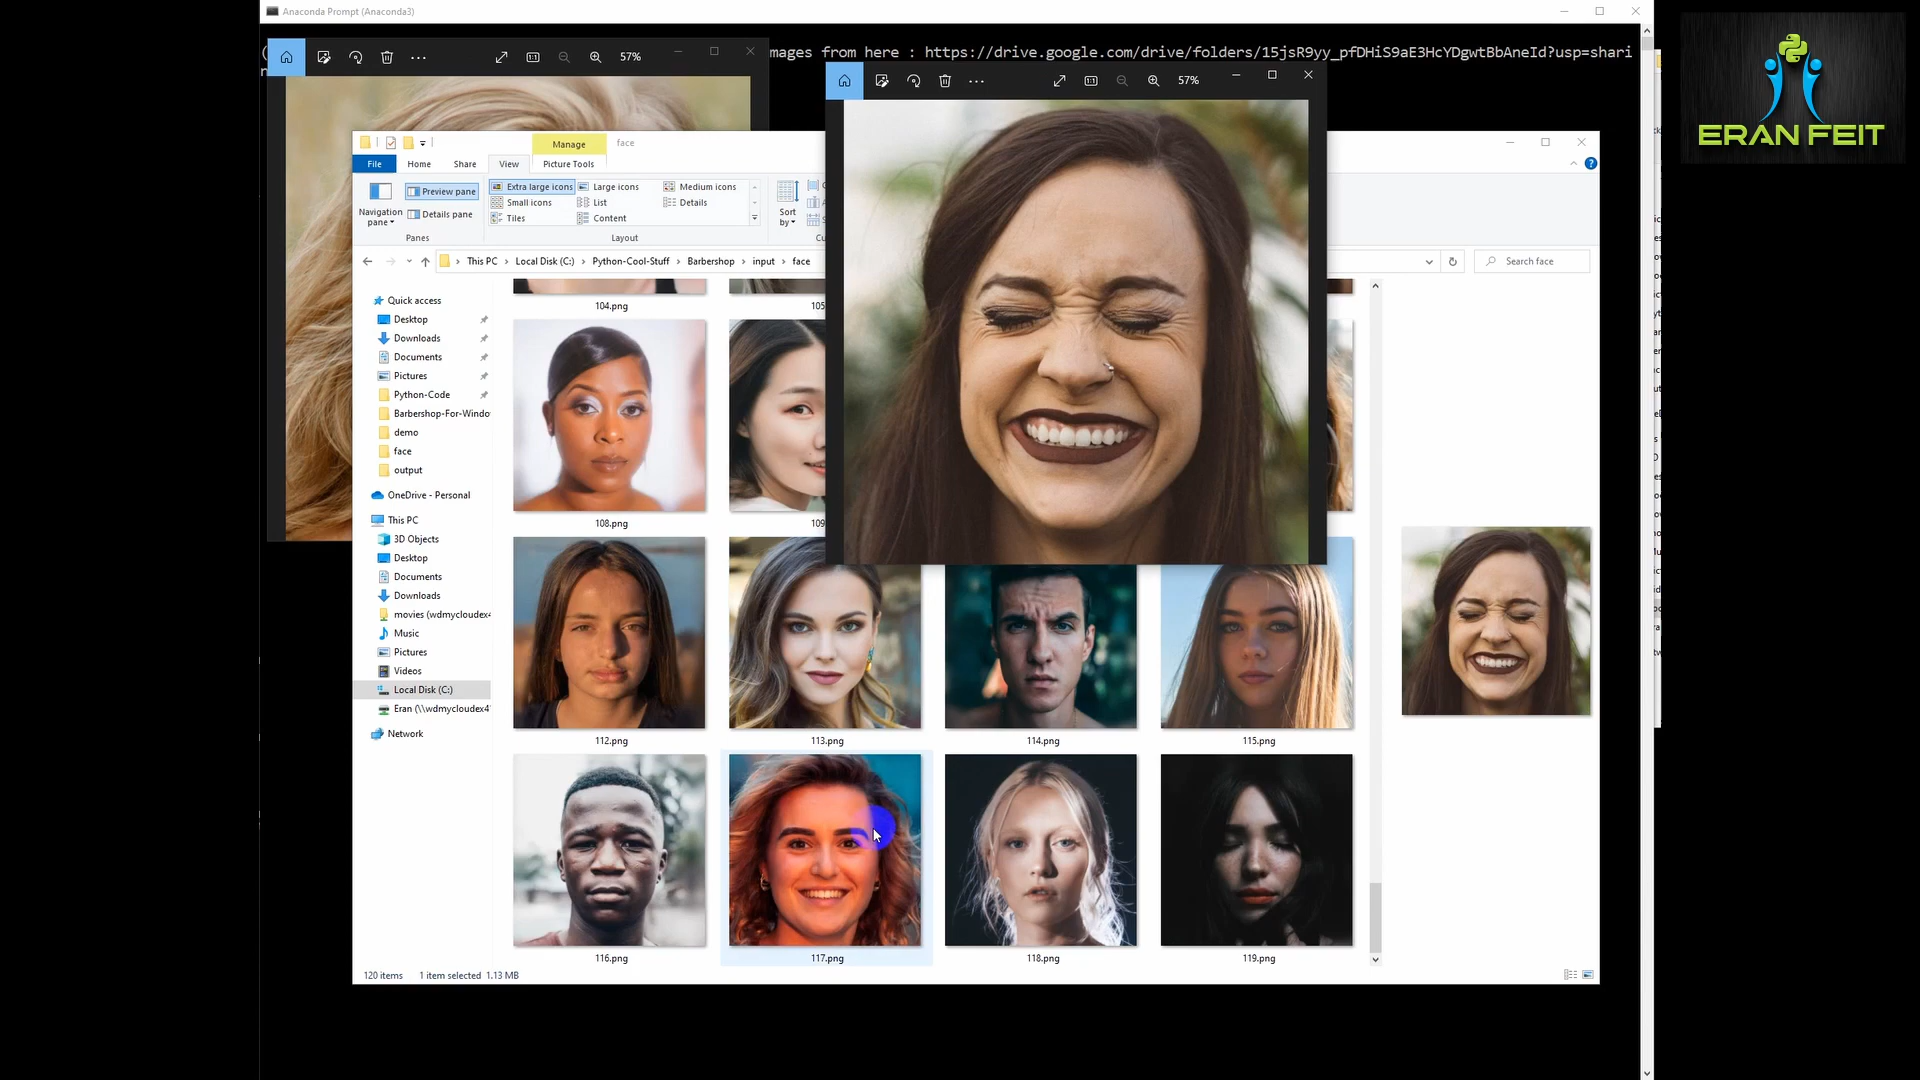 Anaconda Prompt (Anaconda3)
mages from here : https://drive.google.com/drive/folders/15jsR9yy_pfDHiS9aE3HcYDgwtBbAneId?usp=shari
57%
57%
ERAN FEIT
Manage
face
File
Home
Share
View
Picture Tools
Navigation
pane
Preview pane
Details pane
Extra large icons
Large icons
Medium icons
Small icons
List
Details
Tiles
Content
Sort
by
Panes
Layout
This PC > Local Disk (C:) > Python-Cool-Stuff > Barbershop > input > face
Search face
Quick access
Desktop
Downloads
Documents
Pictures
Python-Code
Barbershop-For-Windo
demo
face
output
OneDrive - Personal
This PC
3D Objects
Desktop
Documents
Downloads
movies (wdmycloudex4
Music
Pictures
Videos
Local Disk (C:)
Eran (\\wdmycloudex4
Network
104.png
105
108.png
109
112.png
113.png
114.png
115.png
116.png
117.png
118.png
119.png
120 items
1 item selected 1.13 MB